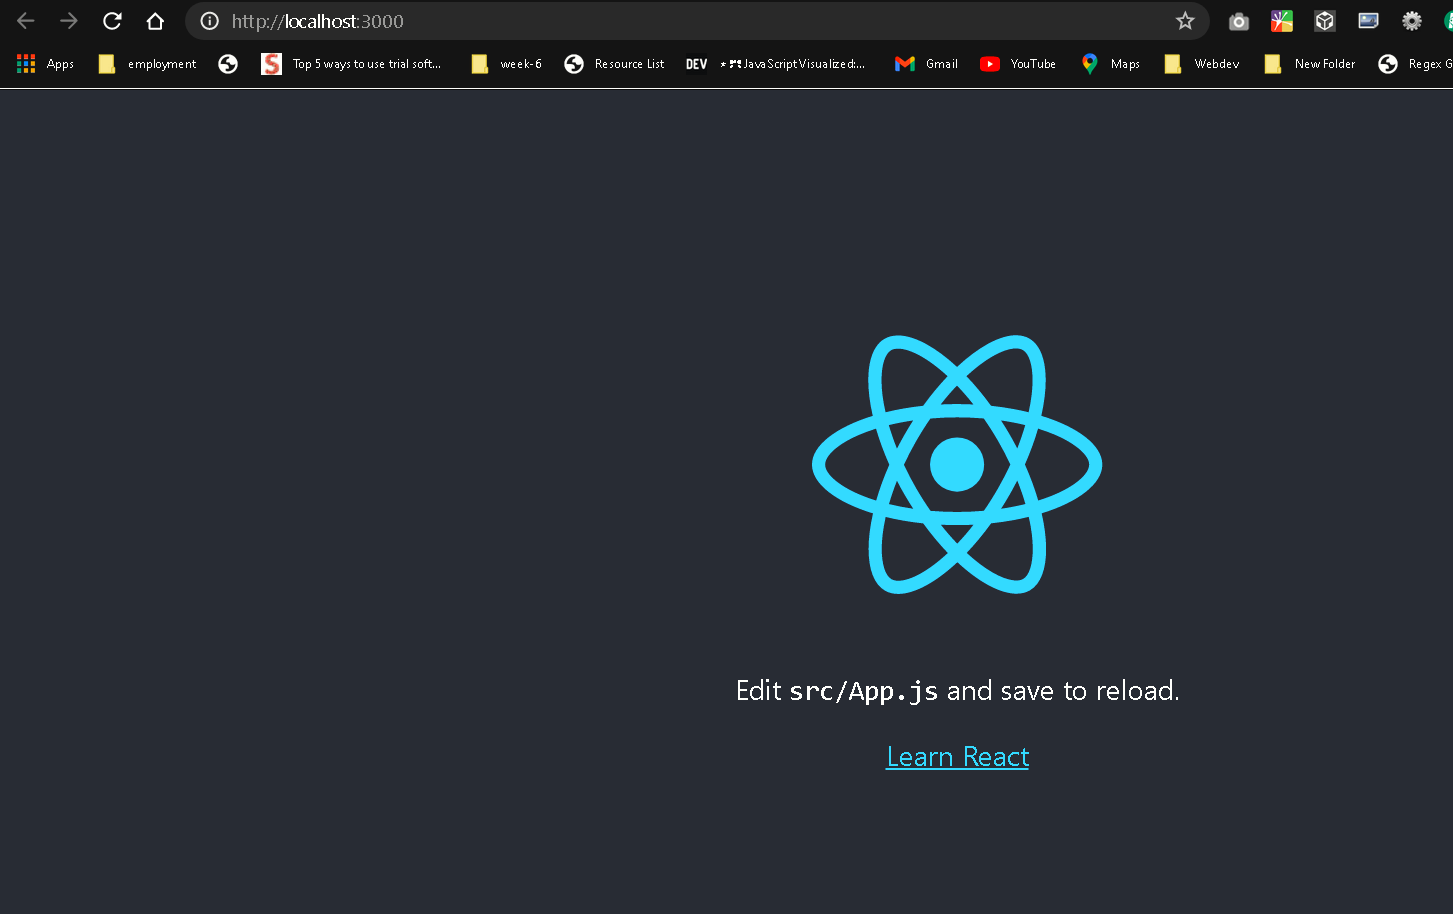 http://localhost:3000
Apps employment Top 5 ways to use trial soft... week-6 Resource List DEV JavaScript Visualized:... Gmail YouTube Maps Webdev New Folder Regex G
Edit src/App.js and save to reload.
Learn React